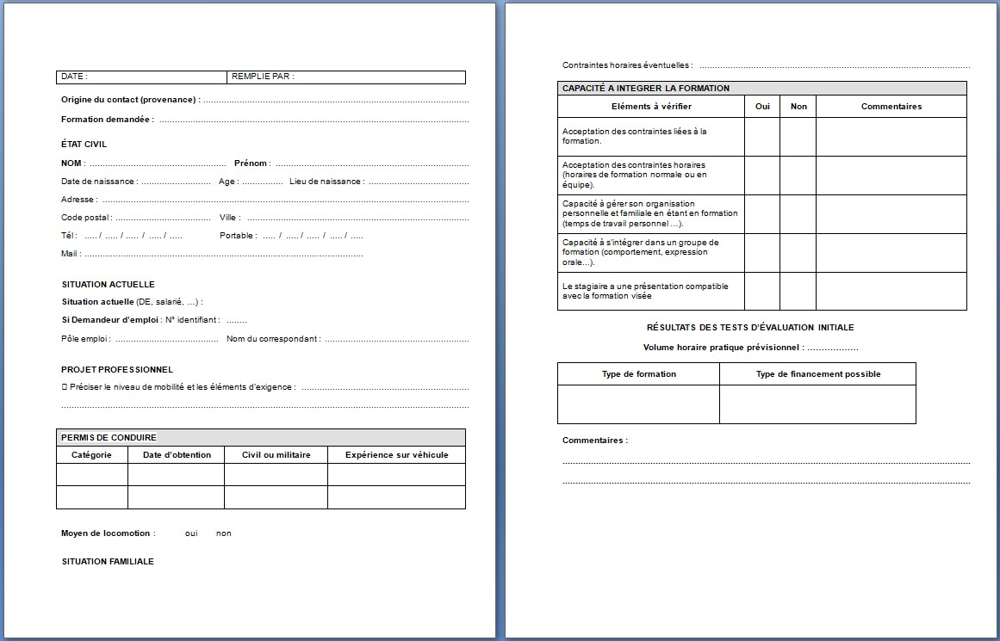 DATE : REMPLIE PAR :
Origine du contact (provenance) : ................................................................
Formation demandée : ................................................................
ÉTAT CIVIL
NOM : ................................ Prénom : ................................
Date de naissance : ........................... Age : ................ Lieu de naissance : ................................
Adresse : ................................................................
Code postal : ................................ Ville : ................................
Tél : ..... / ..... / ..... / ..... / ..... Portable : ..... / ..... / ..... / ..... / .....
Mail : ................................................................
SITUATION ACTUELLE
Situation actuelle (DE, salarié, ...) :
Si Demandeur d’emploi : N° identifiant : ........
Pôle emploi : ................................ Nom du correspondant : ................................
PROJET PROFESSIONNEL
▯ Préciser le niveau de mobilité et les éléments d’exigence : ................................
................................................................
PERMIS DE CONDUIRE
Catégorie Date d’obtention Civil ou militaire Expérience sur véhicule
Moyen de locomotion : oui non
SITUATION FAMILIALE
Contraintes horaires éventuelles : ................................................................
CAPACITÉ A INTEGRER LA FORMATION
Eléments à vérifier Oui Non Commentaires
Acceptation des contraintes liées à la
formation.
Acceptation des contraintes horaires
(horaires de formation normale ou en
équipe).
Capacité à gérer son organisation
personnelle et familiale en étant en formation
(temps de travail personnel ...).
Capacité à s’intégrer dans un groupe de
formation (comportement, expression
orale...).
Le stagiaire a une présentation compatible
avec la formation visée
RÉSULTATS DES TESTS D’ÉVALUATION INITIALE
Volume horaire pratique prévisionnel : ..................
Type de formation Type de financement possible
Commentaires :
................................................................
................................................................